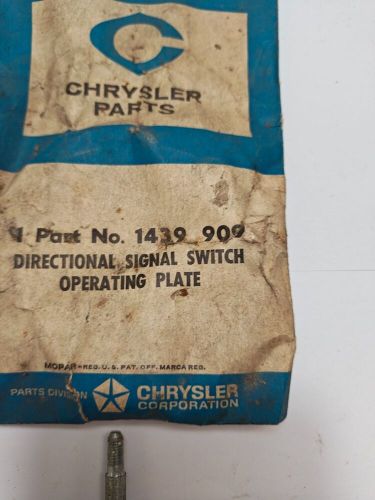 CHRYSLER
PARTS
1 Part No. 1439 909
DIRECTIONAL SIGNAL SWITCH
OPERATING PLATE
MOPAR-REG. U.S. PAT. OFF. MARCA REG.
PARTS DIVISION CHRYSLER
CORPORATION